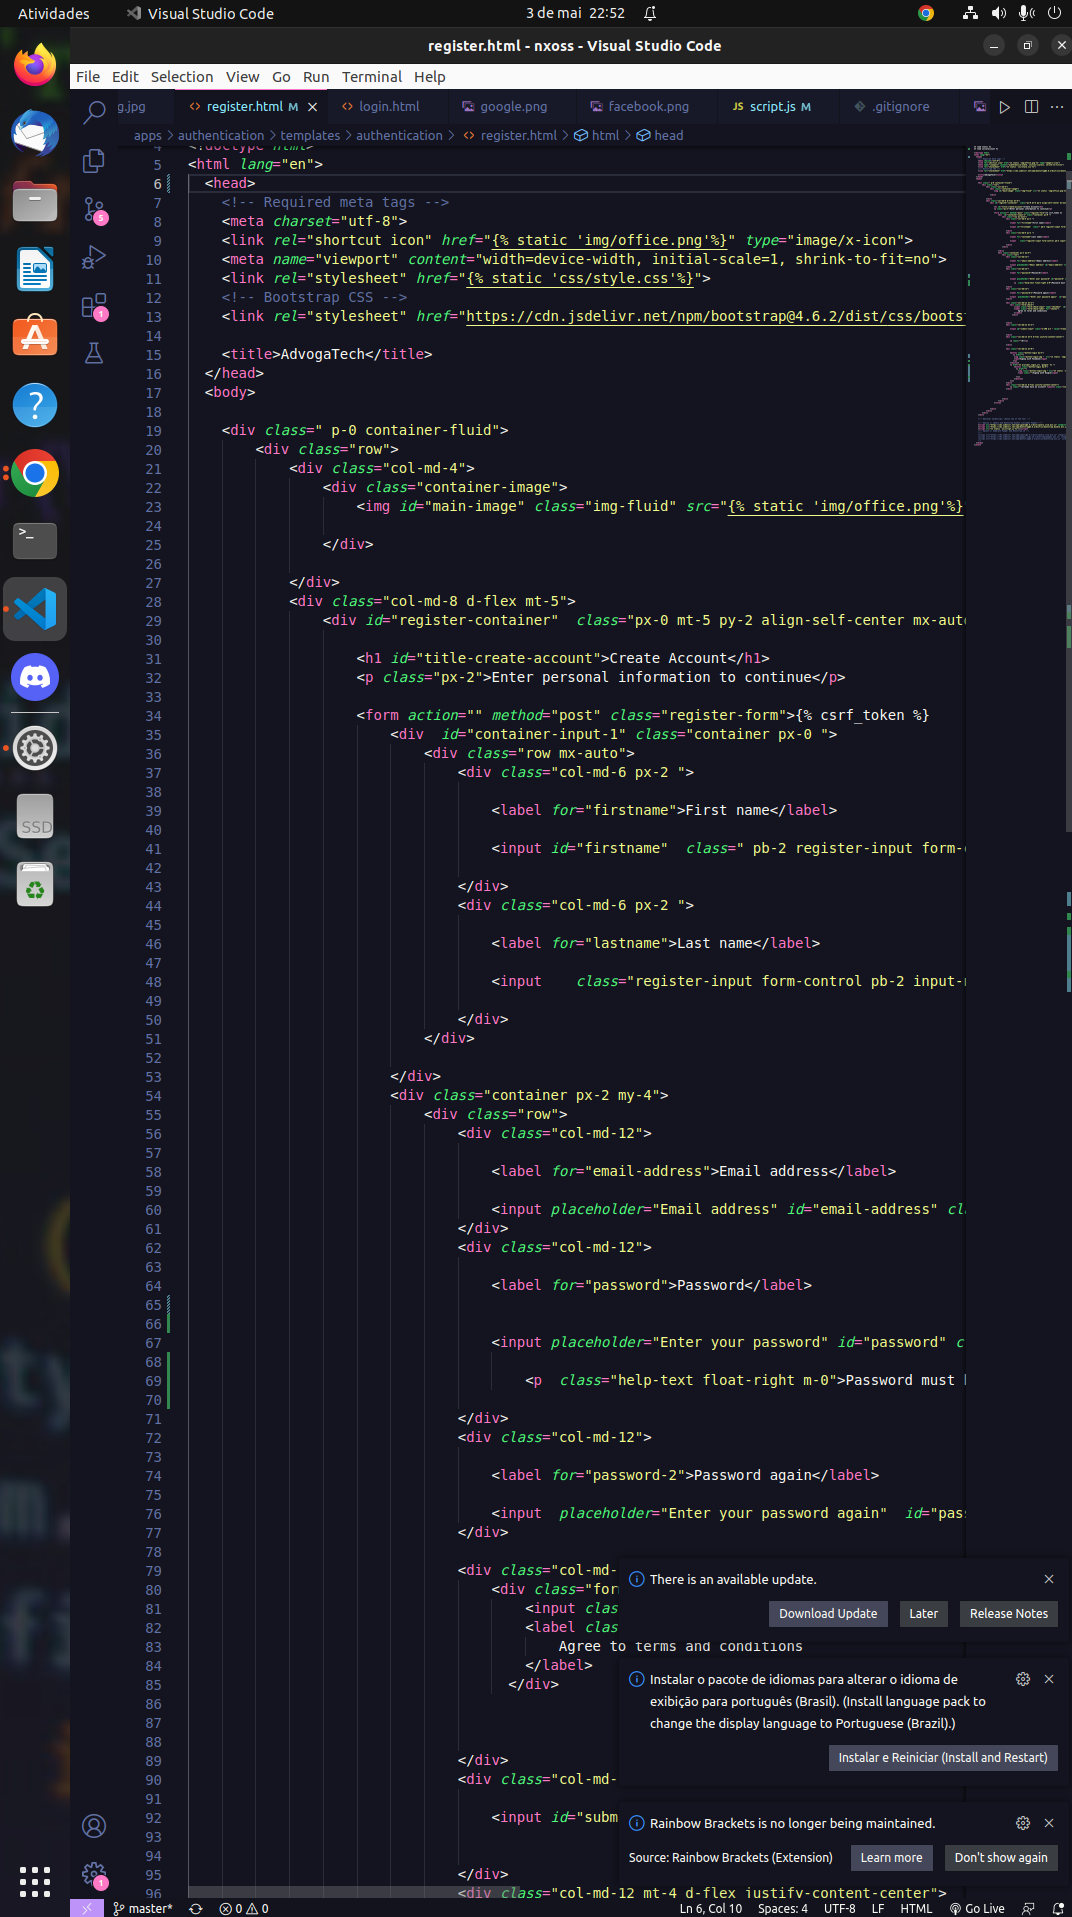 Atividades
Visual Studio Code
3 de mai 22:52
register.html - nxoss - Visual Studio Code
File Edit Selection View Go Run Terminal Help
g.jpg
register.html M
login.html
google.png
facebook.png
JS script.js M
.gitignore
apps > authentication > templates > authentication > register.html > html > head
4 <!doctype html>
5 <html lang="en">
6 <head>
7 <!-- Required meta tags -->
8 <meta charset="utf-8">
9 <link rel="shortcut icon" href="{% static 'img/office.png'%}" type="image/x-icon">
10 <meta name="viewport" content="width=device-width, initial-scale=1, shrink-to-fit=no">
11 <link rel="stylesheet" href="{% static 'css/style.css'%}">
12 <!-- Bootstrap CSS -->
13 <link rel="stylesheet" href="https://cdn.jsdelivr.net/npm/bootstrap@4.6.2/dist/css/boots
14
15 <title>AdvogaTech</title>
16 </head>
17 <body>
18
19 <div class=" p-0 container-fluid">
20 <div class="row">
21 <div class="col-md-4">
22 <div class="container-image">
23 <img id="main-image" class="img-fluid" src="{% static 'img/office.png'%}
24
25 </div>
26
27 </div>
28 <div class="col-md-8 d-flex mt-5">
29 <div id="register-container"  class="px-0 mt-5 py-2 align-self-center mx-aut
30
31 <h1 id="title-create-account">Create Account</h1>
32 <p class="px-2">Enter personal information to continue</p>
33
34 <form action="" method="post" class="register-form">{% csrf_token %}
35 <div  id="container-input-1" class="container px-0 ">
36 <div class="row mx-auto">
37 <div class="col-md-6 px-2 ">
38
39 <label for="firstname">First name</label>
40
41 <input id="firstname"  class=" pb-2 register-input form-
42
43 </div>
44 <div class="col-md-6 px-2 ">
45
46 <label for="lastname">Last name</label>
47
48 <input    class="register-input form-control pb-2 input-
49
50 </div>
51 </div>
52
53 </div>
54 <div class="container px-2 my-4">
55 <div class="row">
56 <div class="col-md-12">
57
58 <label for="email-address">Email address</label>
59
60 <input placeholder="Email address" id="email-address" cl
61 </div>
62 <div class="col-md-12">
63
64 <label for="password">Password</label>
65
66
67 <input placeholder="Enter your password" id="password" c
68
69 <p  class="help-text float-right m-0">Password must
70
71 </div>
72 <div class="col-md-12">
73
74 <label for="password-2">Password again</label>
75
76 <input  placeholder="Enter your password again"  id="pas
77 </div>
78
79 <div class="col-md-
80 <div class="for
81 <input clas
82 <label clas
83 Agree to terms and conditions
84 </label>
85 </div>
86
87
88
89 </div>
90 <div class="col-md-
91
92 <input id="subm
93
94
95 </div>
96 <div class="col-md-12 mt-4 d-flex justify-content-center">
5
1
>_
?
SSD
There is an available update.
Download Update
Later
Release Notes
Instalar o pacote de idiomas para alterar o idioma de
exibição para português (Brasil). (Install language pack to
change the display language to Portuguese (Brazil).)
Instalar e Reiniciar (Install and Restart)
Rainbow Brackets is no longer being maintained.
Source: Rainbow Brackets (Extension)
Learn more
Don't show again
1
master*
0 0
Ln 6, Col 10
Spaces: 4
UTF-8
LF
HTML
Go Live